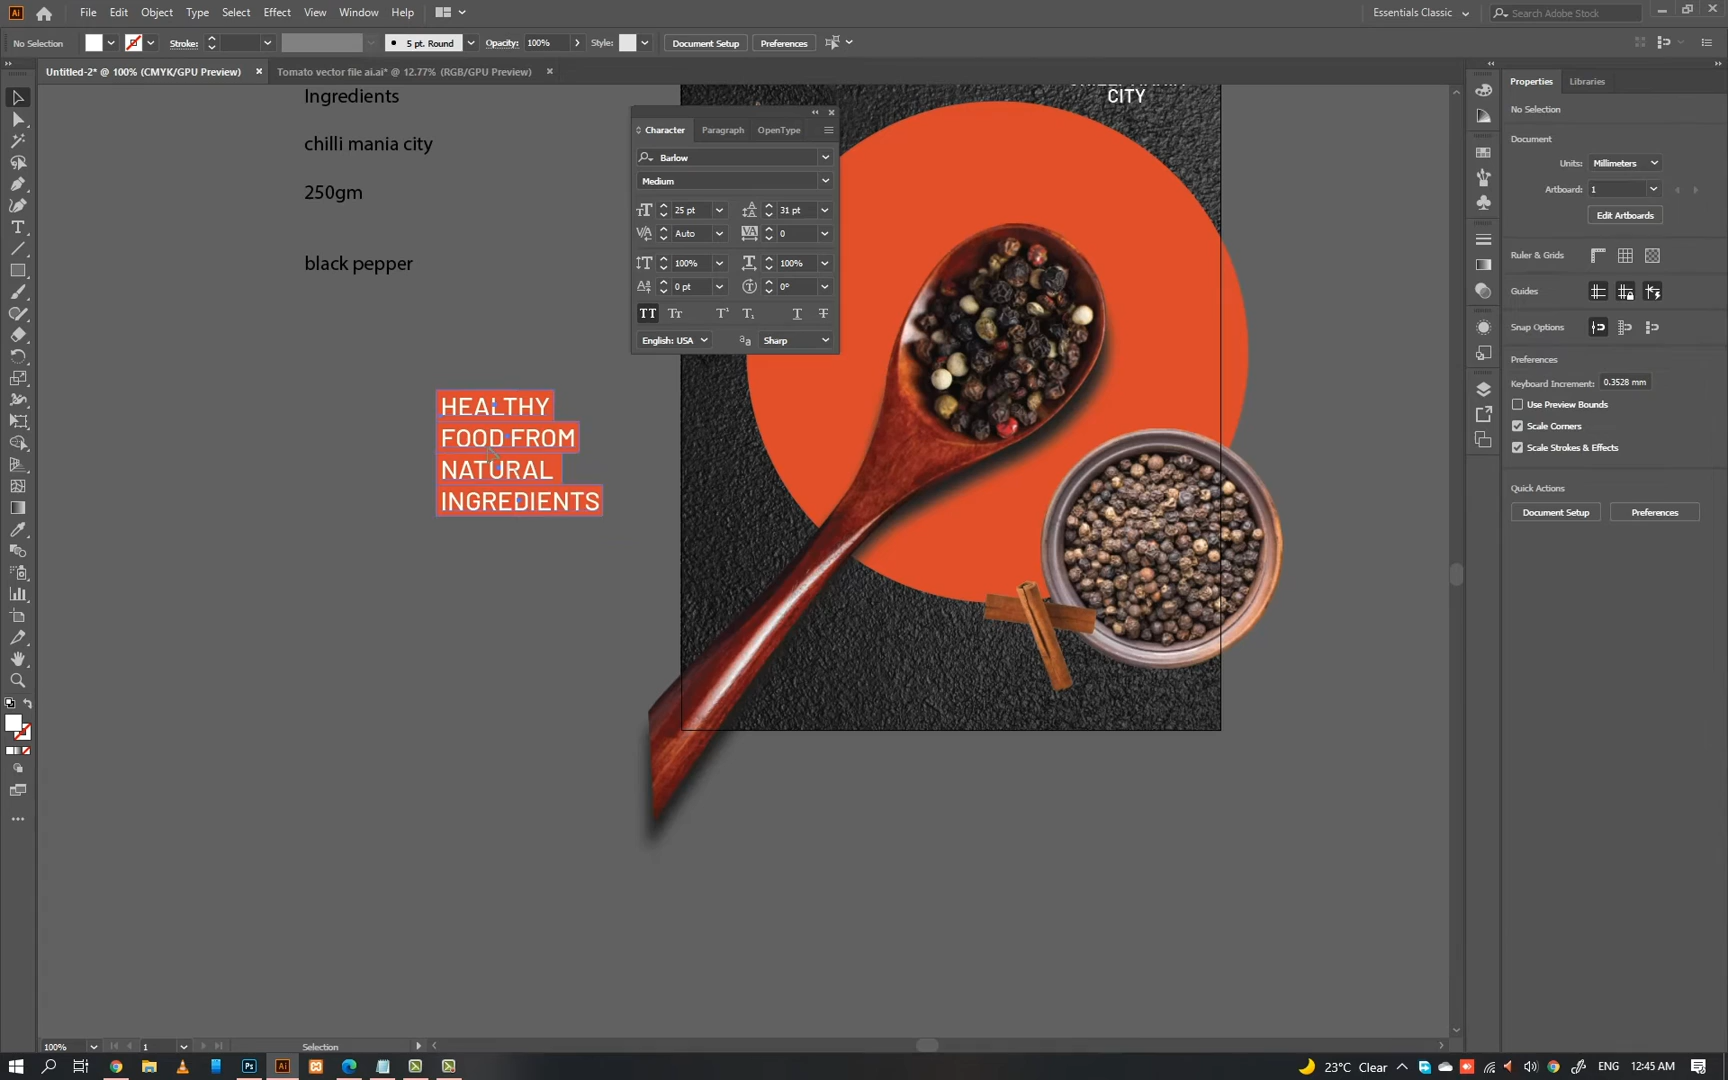 Ai File Edit Object Type Select Effect View Window Help Essentials Classic Search Adobe Stock
No Selection Stroke: 5 pt. Round Opacity: 100% Style: Document Setup Preferences
Untitled-2* @ 100% (CMYK/GPU Preview) × Tomato vector file ai.ai* @ 12.77% (RGB/GPU Preview) ×
Properties Libraries
No Selection
Document
Units: Millimeters
Artboard: 1
Edit Artboards
Ruler & Grids
Guides
Snap Options
Preferences
Keyboard Increment: 0.3528 mm
Use Preview Bounds
Scale Corners
Scale Strokes & Effects
Quick Actions
Document Setup Preferences
Ingredients
chilli mania city
250gm
black pepper
Character Paragraph OpenType
Barlow
Medium
25 pt 31 pt
Auto 0
100% 100%
0 pt 0°
English: USA Sharp
CITY
HEALTHY
FOOD FROM
NATURAL
INGREDIENTS
100% 1 Selection
Ps Ai 23°C Clear ENG 12:45 AM